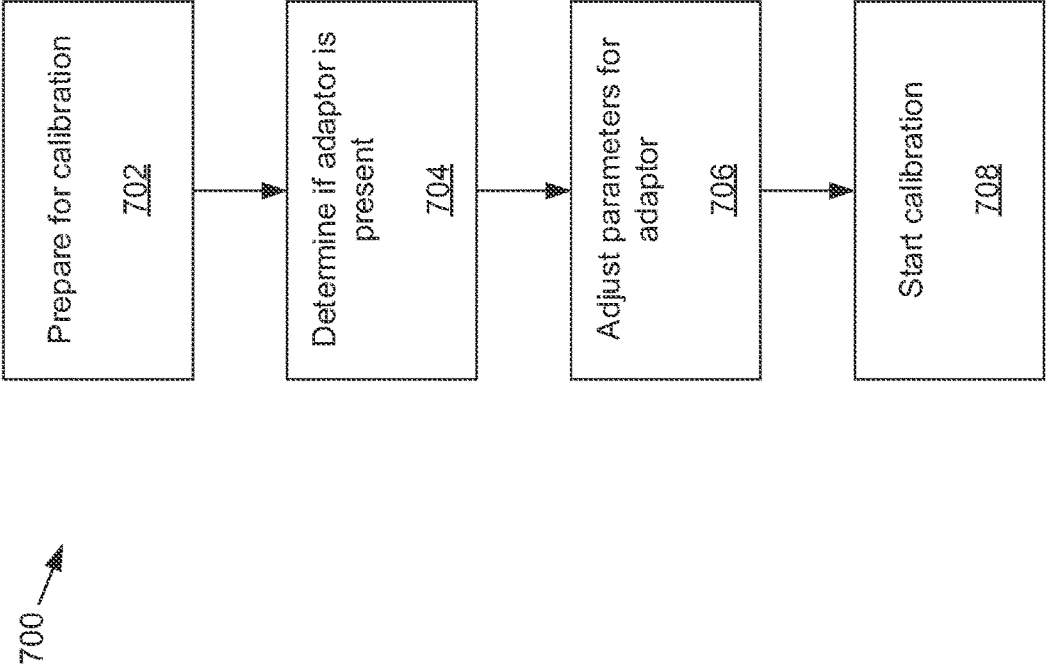 700
Prepare for calibration
702
Determine if adaptor is
present
704
Adjust parameters for
adaptor
706
Start calibration
708